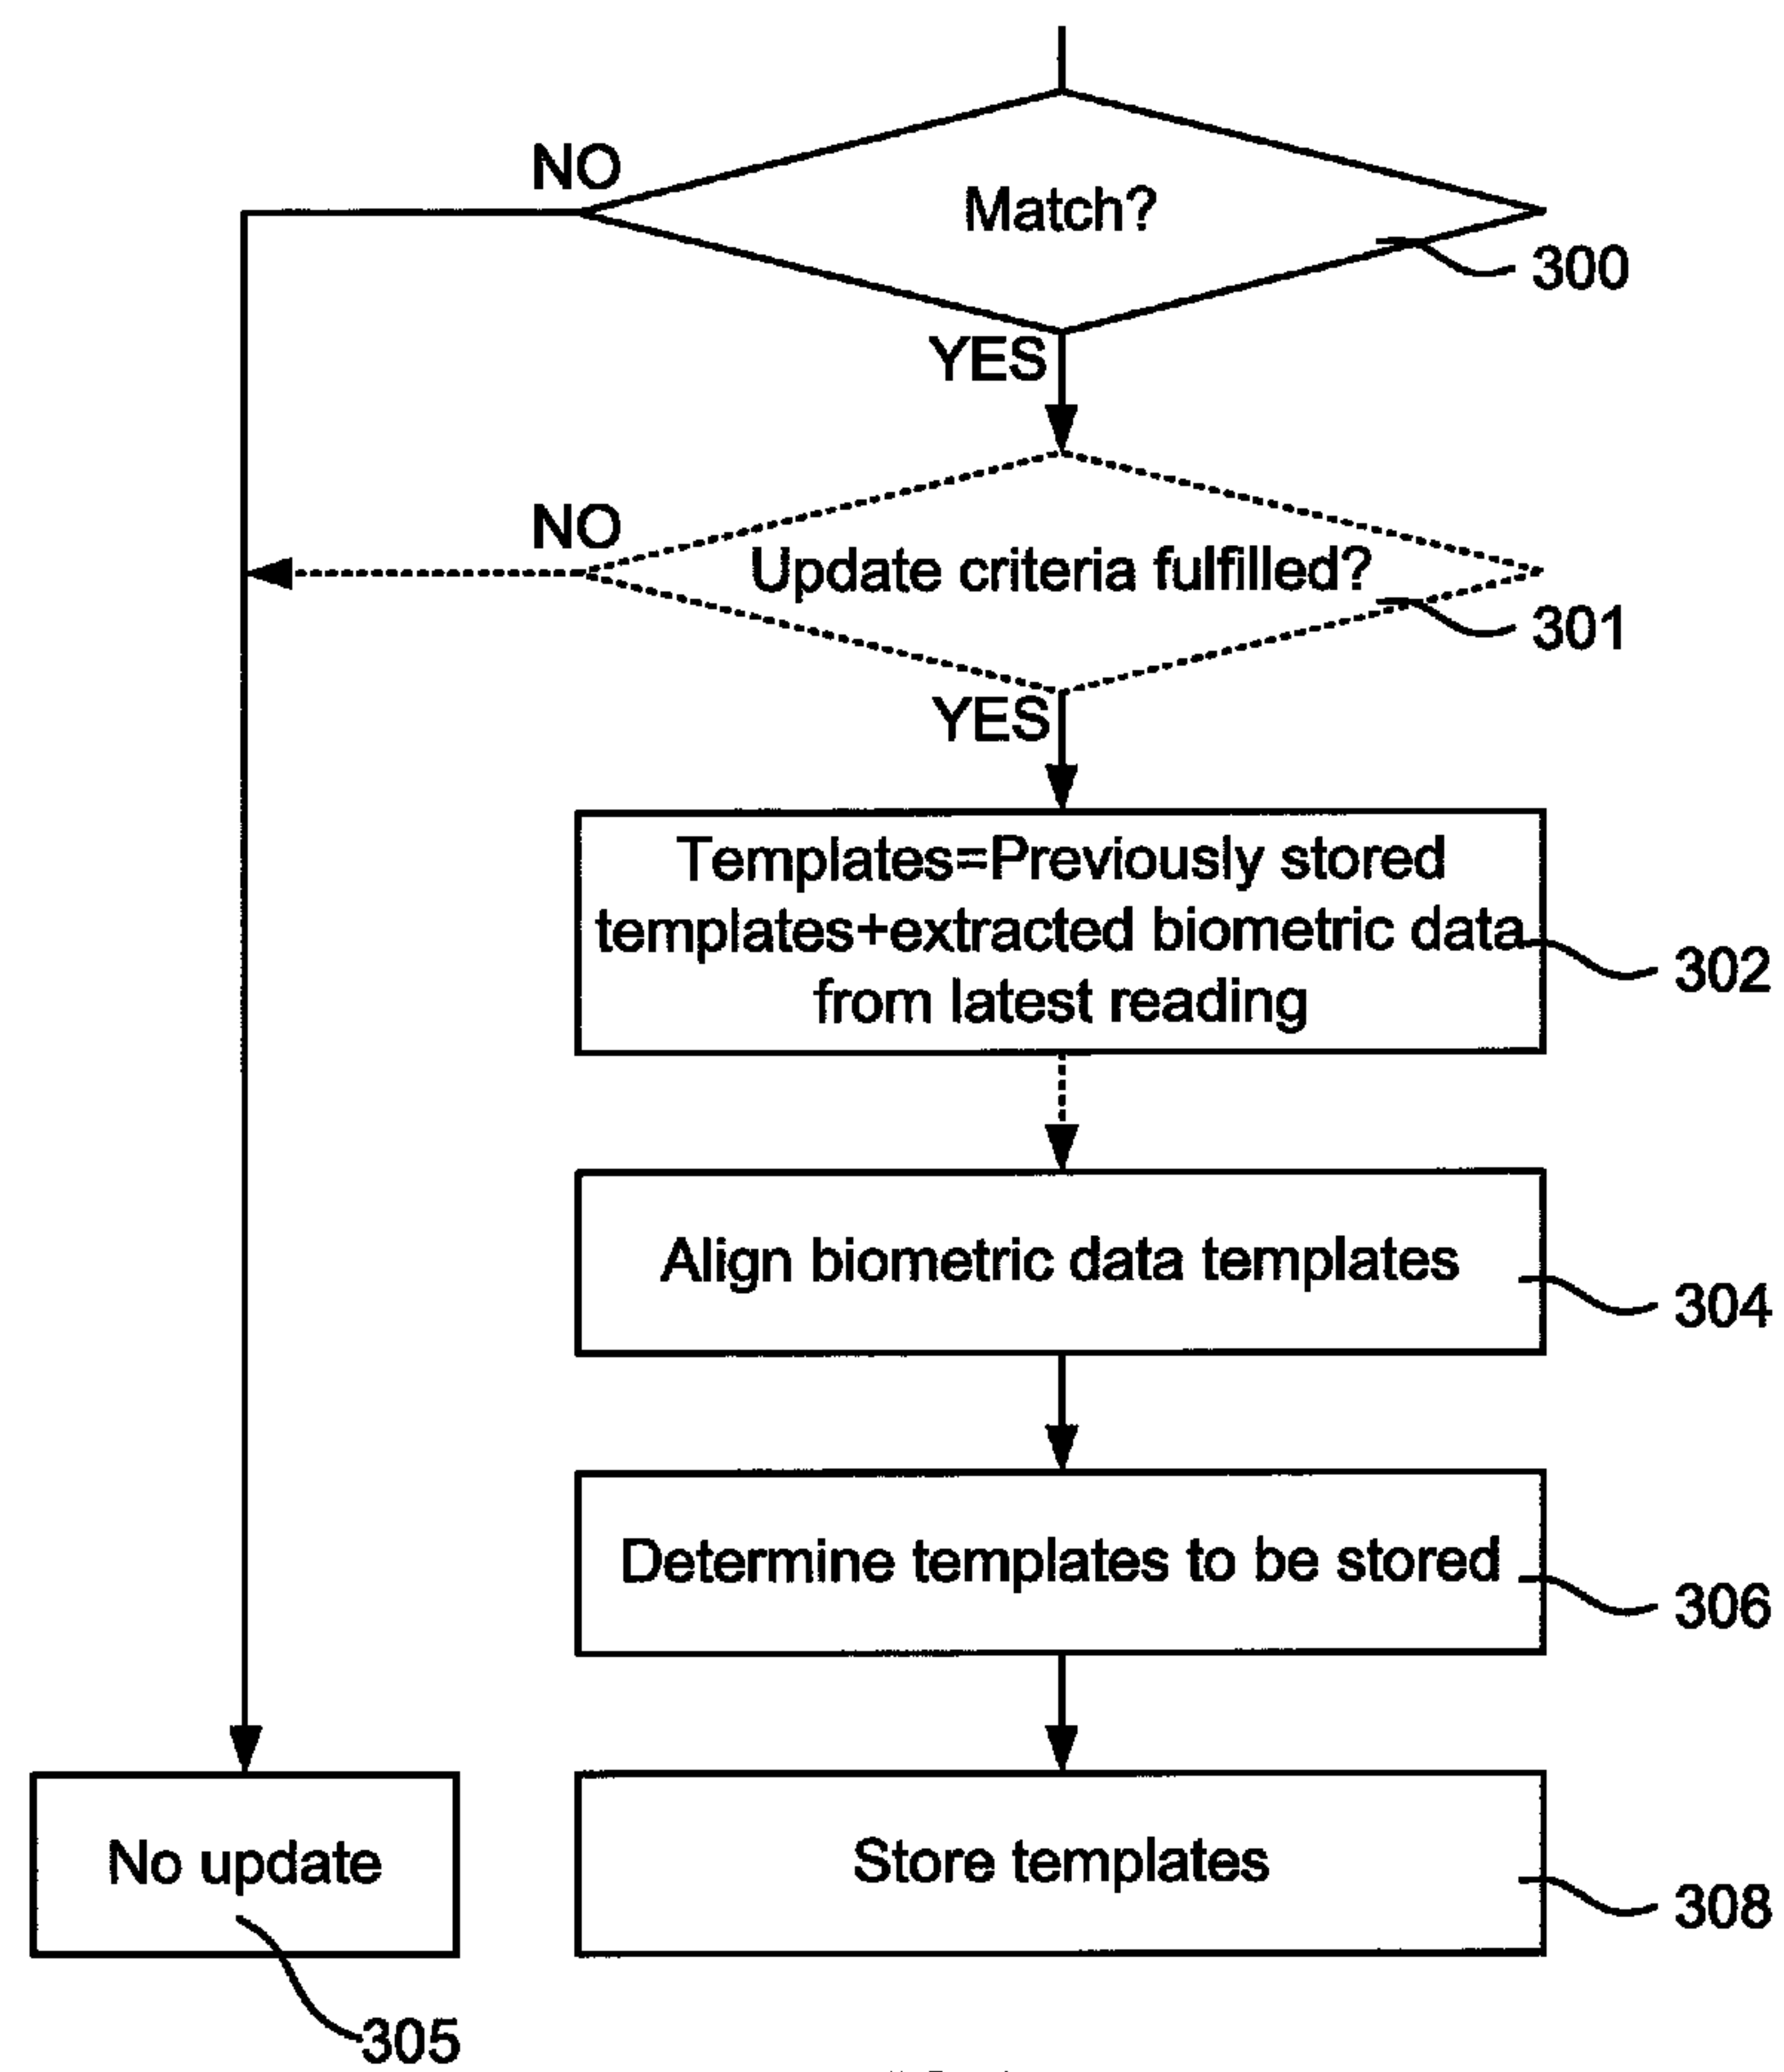 NO
Match?
300
YES
NO
Update criteria fulfilled?
301
YES
Templates=Previously stored
templates+extracted biometric data
from latest reading
302
Align biometric data templates
304
Determine templates to be stored
306
No update
Store templates
308
305